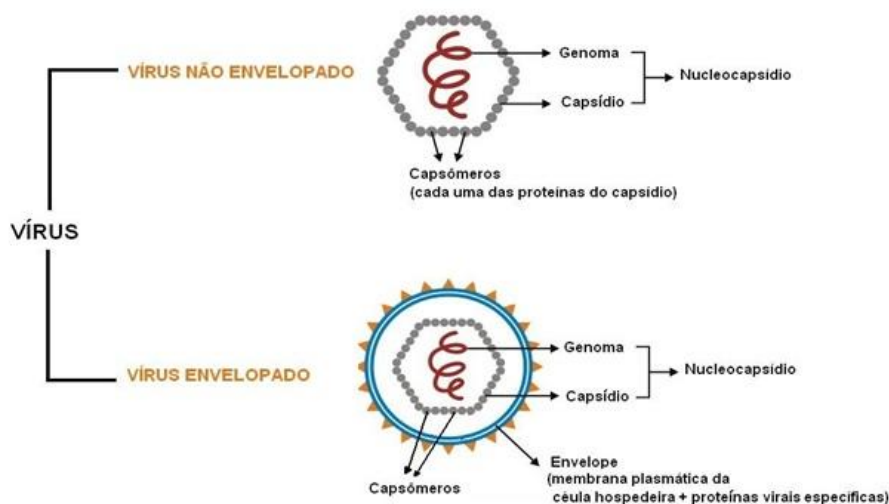 VÍRUS NÃO ENVELOPADO
Genoma
Nucleocapsídio
Capsídio
Capsômeros
(cada uma das proteínas do capsídio)
VÍRUS
VÍRUS ENVELOPADO
Genoma
Nucleocapsídio
Capsídio
Capsômeros
Envelope
(membrana plasmática da
céula hospedeira + proteínas virais específicas)